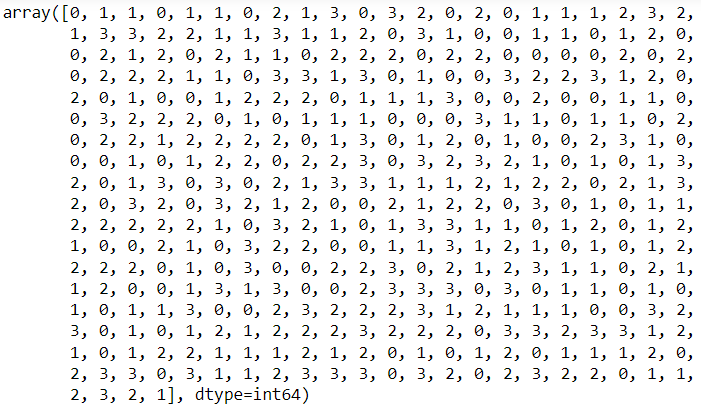 array([0, 1, 1, 0, 1, 1, 0, 2, 1, 3, 0, 3, 2, 0, 2, 0, 1, 1, 1, 2, 3, 2,
1, 3, 3, 2, 1, 1, 3, 1, 1, 2, 0, 3, 1, 0, 0, 1, 1, 0, 1, 2, 0,
0, 2, 1, 2, 0, 2, 1, 1, 0, 2, 2, 2, 0, 2, 2, 0, 0, 0, 0, 2, 0, 2,
0, 2, 2, 2, 1, 1, 0, 3, 3, 1, 3, 0, 1, 0, 0, 3, 2, 2, 3, 1, 2, 0,
2, 0, 1, 0, 0, 1, 2, 2, 2, 0, 1, 1, 1, 3, 0, 0, 2, 0, 0, 1, 1, 0,
0, 3, 2, 2, 2, 0, 1, 0, 1, 1, 1, 0, 0, 0, 3, 1, 1, 0, 1, 1, 0, 2,
0, 2, 2, 1, 2, 2, 2, 2, 0, 1, 3, 0, 1, 2, 0, 1, 0, 0, 2, 3, 1, 0,
0, 0, 1, 0, 1, 2, 2, 0, 2, 2, 3, 0, 3, 2, 3, 2, 1, 0, 1, 0, 1, 3,
2, 0, 1, 3, 0, 3, 0, 2, 1, 3, 3, 1, 1, 1, 2, 1, 2, 2, 0, 2, 1, 3,
2, 0, 3, 2, 0, 3, 2, 1, 2, 0, 0, 2, 1, 2, 2, 0, 3, 0, 1, 0, 1, 1,
2, 2, 2, 2, 2, 1, 0, 3, 2, 1, 0, 1, 3, 3, 1, 1, 0, 1, 2, 0, 1, 2,
1, 0, 0, 2, 1, 0, 3, 2, 2, 0, 0, 1, 1, 3, 1, 2, 1, 0, 1, 0, 1, 2,
2, 2, 2, 0, 1, 0, 3, 0, 0, 2, 2, 3, 0, 2, 1, 2, 3, 1, 1, 0, 2, 1,
1, 2, 0, 0, 1, 3, 1, 3, 0, 0, 2, 3, 3, 3, 0, 3, 0, 1, 1, 0, 1, 0,
1, 0, 1, 1, 3, 0, 0, 2, 3, 2, 2, 2, 3, 1, 2, 1, 1, 1, 0, 0, 3, 2,
3, 0, 1, 0, 1, 2, 1, 2, 2, 2, 3, 2, 2, 2, 0, 3, 3, 2, 3, 3, 1, 2,
1, 0, 1, 2, 2, 1, 1, 1, 2, 1, 2, 0, 1, 0, 1, 2, 0, 1, 1, 1, 2, 0,
2, 3, 3, 0, 3, 1, 1, 2, 3, 3, 3, 0, 3, 2, 0, 2, 3, 2, 2, 0, 1, 1,
2, 3, 2, 1], dtype=int64)